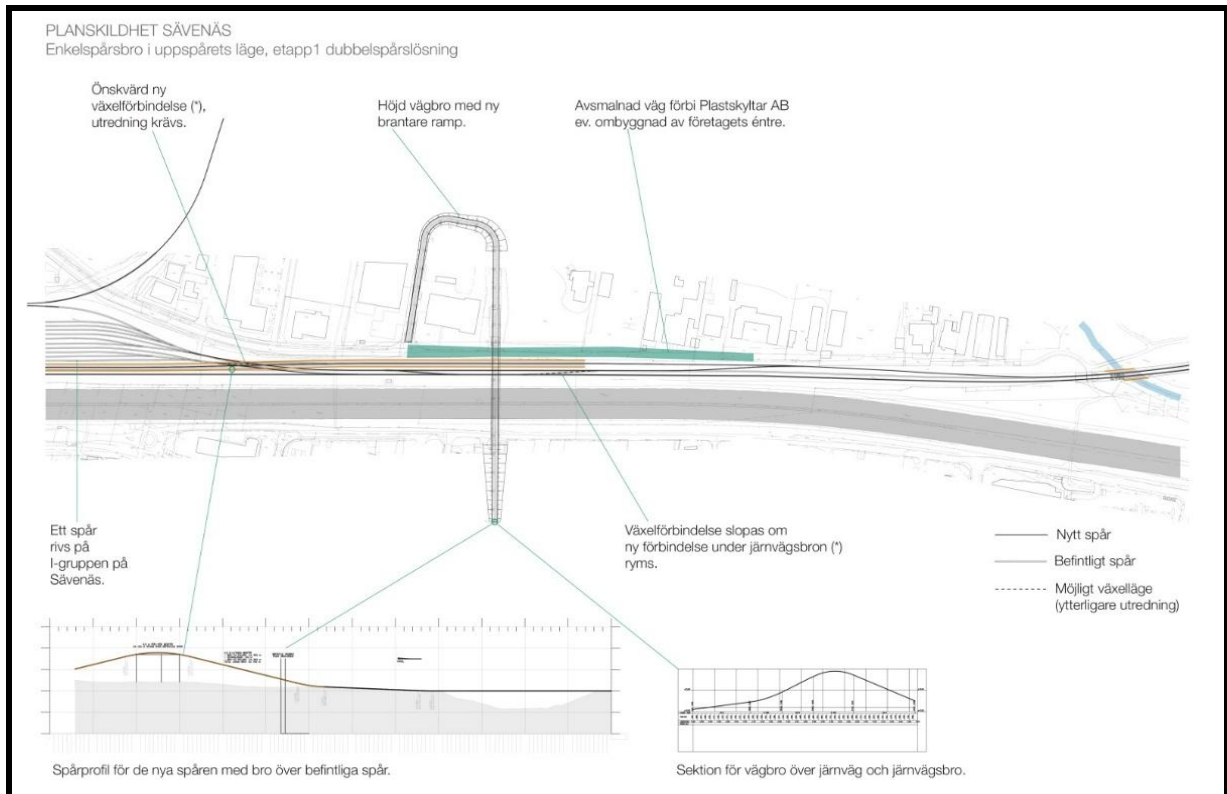 PLANSKILDHET SÄVENÄS
Enkelspårsbro i uppspårets läge, etapp1 dubbelspårslösning
Önskvärd ny
växelförbindelse (*),
utredning krävs.
Höjd vägbro med ny
brantare ramp.
Avsmalnad väg förbi Plastskyltar AB
ev. ombyggnad av företagets éntre.
Ett spår
rivs på
I-gruppen på
Sävenäs.
Växelförbindelse slopas om
ny förbindelse under järnvägsbron (*)
ryms.
Nytt spår
Befintligt spår
Möjligt växelläge
(ytterligare utredning)
Spårprofil för de nya spåren med bro över befintliga spår.
Sektion för vägbro över järnväg och järnvägsbro.